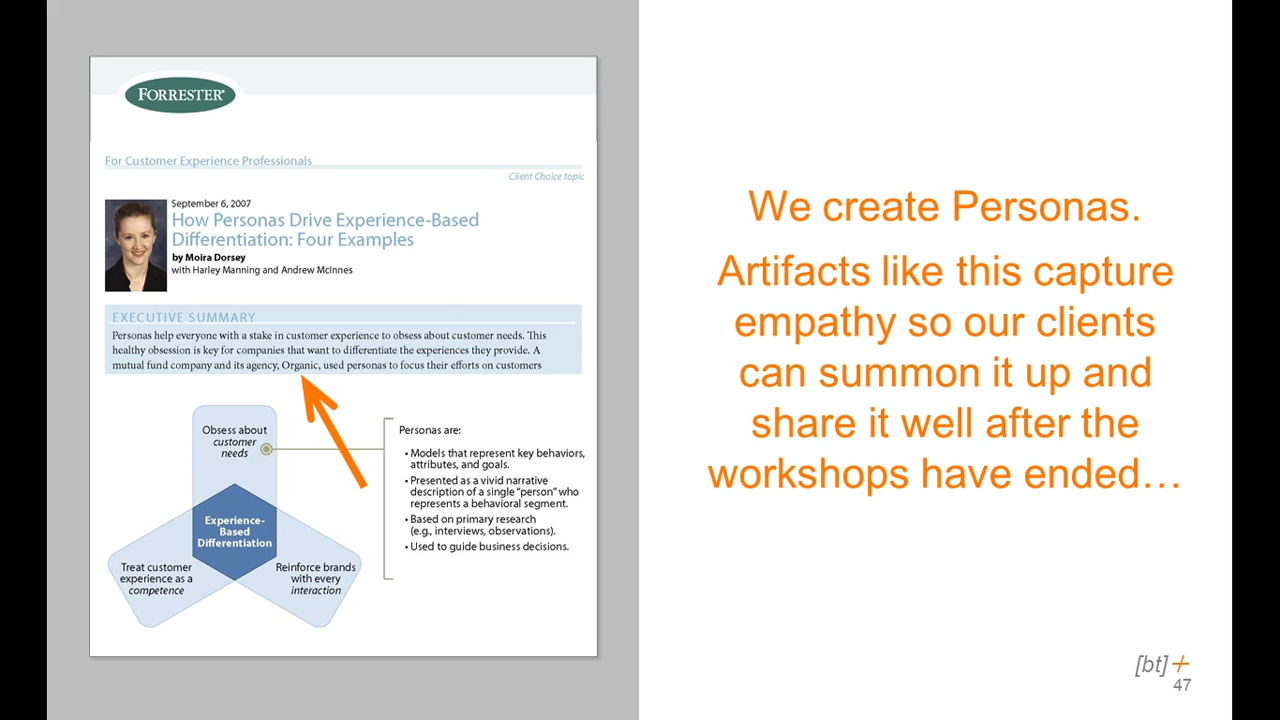 FORRESTER®
For Customer Experience Professionals
Client Choice topic
September 6, 2007
How Personas Drive Experience-Based
Differentiation: Four Examples
by Moira Dorsey
with Harley Manning and Andrew McInnes
EXECUTIVE SUMMARY
Personas help everyone with a stake in customer experience to obsess about customer needs. This
healthy obsession is key for companies that want to differentiate the experiences they provide. A
mutual fund company and its agency, Organic, used personas to focus their efforts on customers
Obsess about
customer
needs
Experience-
Based
Differentiation
Treat customer
experience as a
competence
Reinforce brands
with every
interaction
Personas are:
• Models that represent key behaviors,
attributes, and goals.
• Presented as a vivid narrative
description of a single “person” who
represents a behavioral segment.
• Based on primary research
(e.g., interviews, observations).
• Used to guide business decisions.
We create Personas.
Artifacts like this capture
empathy so our clients
can summon it up and
share it well after the
workshops have ended…
[bt]+
47